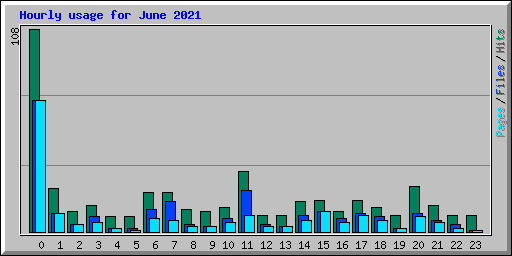 Hourly usage for June 2021
108
Pages / Files / Hits
0 1 2 3 4 5 6 7 8 9 10 11 12 13 14 15 16 17 18 19 20 21 22 23